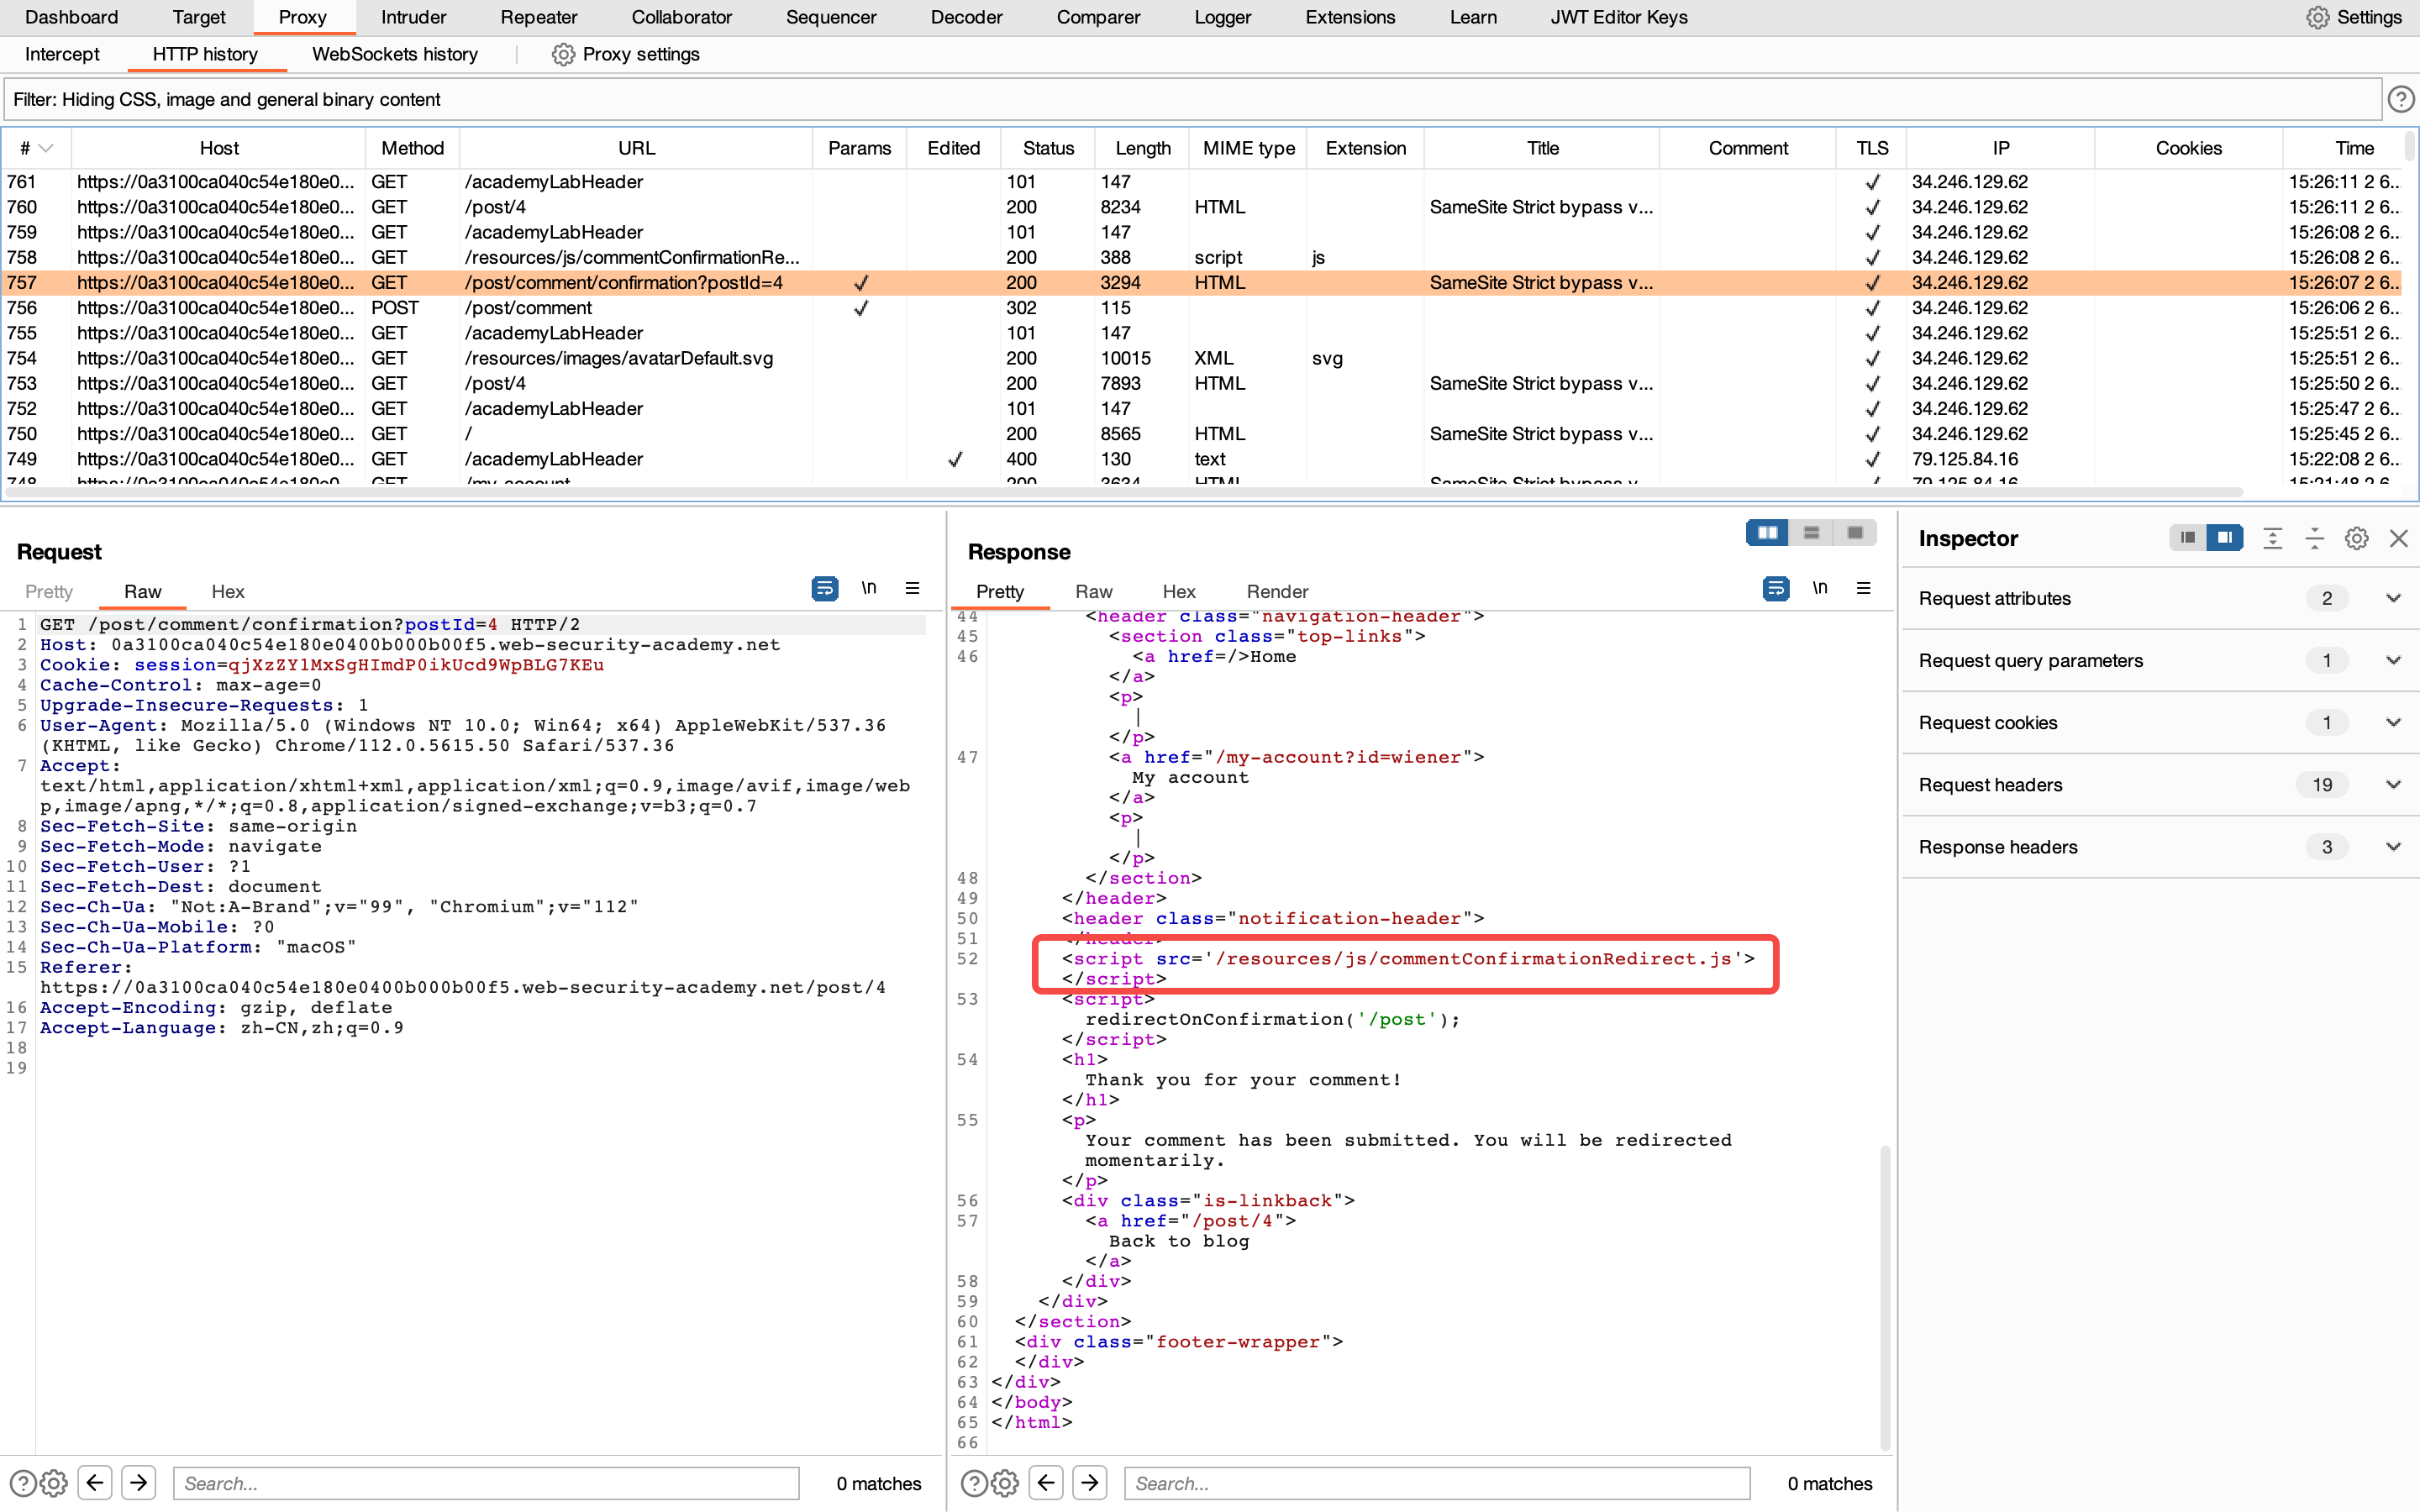 Dashboard Target Proxy Intruder Repeater Collaborator Sequencer Decoder Comparer Logger Extensions Learn JWT Editor Keys Settings
Intercept HTTP history WebSockets history Proxy settings
Filter: Hiding CSS, image and general binary content
# Host Method URL Params Edited Status Length MIME type Extension Title Comment TLS IP Cookies Time
761 https://0a3100ca040c54e180e0... GET /academyLabHeader 101 147 ✓ 34.246.129.62 15:26:11 2 6...
760 https://0a3100ca040c54e180e0... GET /post/4 200 8234 HTML SameSite Strict bypass v... ✓ 34.246.129.62 15:26:11 2 6...
759 https://0a3100ca040c54e180e0... GET /academyLabHeader 101 147 ✓ 34.246.129.62 15:26:08 2 6...
758 https://0a3100ca040c54e180e0... GET /resources/js/commentConfirmationRe... 200 388 script js ✓ 34.246.129.62 15:26:08 2 6...
757 https://0a3100ca040c54e180e0... GET /post/comment/confirmation?postId=4 ✓ 200 3294 HTML SameSite Strict bypass v... ✓ 34.246.129.62 15:26:07 2 6...
756 https://0a3100ca040c54e180e0... POST /post/comment ✓ 302 115 ✓ 34.246.129.62 15:26:06 2 6...
755 https://0a3100ca040c54e180e0... GET /academyLabHeader 101 147 ✓ 34.246.129.62 15:25:51 2 6...
754 https://0a3100ca040c54e180e0... GET /resources/images/avatarDefault.svg 200 10015 XML svg ✓ 34.246.129.62 15:25:51 2 6...
753 https://0a3100ca040c54e180e0... GET /post/4 200 7893 HTML SameSite Strict bypass v... ✓ 34.246.129.62 15:25:50 2 6...
752 https://0a3100ca040c54e180e0... GET /academyLabHeader 101 147 ✓ 34.246.129.62 15:25:47 2 6...
750 https://0a3100ca040c54e180e0... GET / 200 8565 HTML SameSite Strict bypass v... ✓ 34.246.129.62 15:25:45 2 6...
749 https://0a3100ca040c54e180e0... GET /academyLabHeader ✓ 400 130 text ✓ 79.125.84.16 15:22:08 2 6...
748 https://0a3100ca040c54e180e0... GET /my-account 200 3634 HTML SameSite Strict bypass v... ✓ 79.125.84.16 15:21:48 2 6...
Request
Pretty Raw Hex \n
1 GET /post/comment/confirmation?postId=4 HTTP/2
2 Host: 0a3100ca040c54e180e0400b000b00f5.web-security-academy.net
3 Cookie: session=qjXzZY1MxSgHImdP0ikUcd9WpBLG7KEu
4 Cache-Control: max-age=0
5 Upgrade-Insecure-Requests: 1
6 User-Agent: Mozilla/5.0 (Windows NT 10.0; Win64; x64) AppleWebKit/537.36
(KHTML, like Gecko) Chrome/112.0.5615.50 Safari/537.36
7 Accept:
text/html,application/xhtml+xml,application/xml;q=0.9,image/avif,image/web
p,image/apng,*/*;q=0.8,application/signed-exchange;v=b3;q=0.7
8 Sec-Fetch-Site: same-origin
9 Sec-Fetch-Mode: navigate
10 Sec-Fetch-User: ?1
11 Sec-Fetch-Dest: document
12 Sec-Ch-Ua: "Not:A-Brand";v="99", "Chromium";v="112"
13 Sec-Ch-Ua-Mobile: ?0
14 Sec-Ch-Ua-Platform: "macOS"
15 Referer:
https://0a3100ca040c54e180e0400b000b00f5.web-security-academy.net/post/4
16 Accept-Encoding: gzip, deflate
17 Accept-Language: zh-CN,zh;q=0.9
18
19
Search... 0 matches
Response
Pretty Raw Hex Render \n
44 <header class="navigation-header">
45 <section class="top-links">
46 <a href=/>Home
</a>
<p>
|
</p>
47 <a href="/my-account?id=wiener">
My account
</a>
<p>
|
</p>
48 </section>
49 </header>
50 <header class="notification-header">
51 </header>
52 <script src='/resources/js/commentConfirmationRedirect.js'>
</script>
53 <script>
redirectOnConfirmation('/post');
</script>
54 <h1>
Thank you for your comment!
</h1>
55 <p>
Your comment has been submitted. You will be redirected
momentarily.
</p>
56 <div class="is-linkback">
57 <a href="/post/4">
Back to blog
</a>
58 </div>
59 </div>
60 </section>
61 <div class="footer-wrapper">
62 </div>
63 </div>
64 </body>
65 </html>
66
Search... 0 matches
Inspector
Request attributes 2
Request query parameters 1
Request cookies 1
Request headers 19
Response headers 3